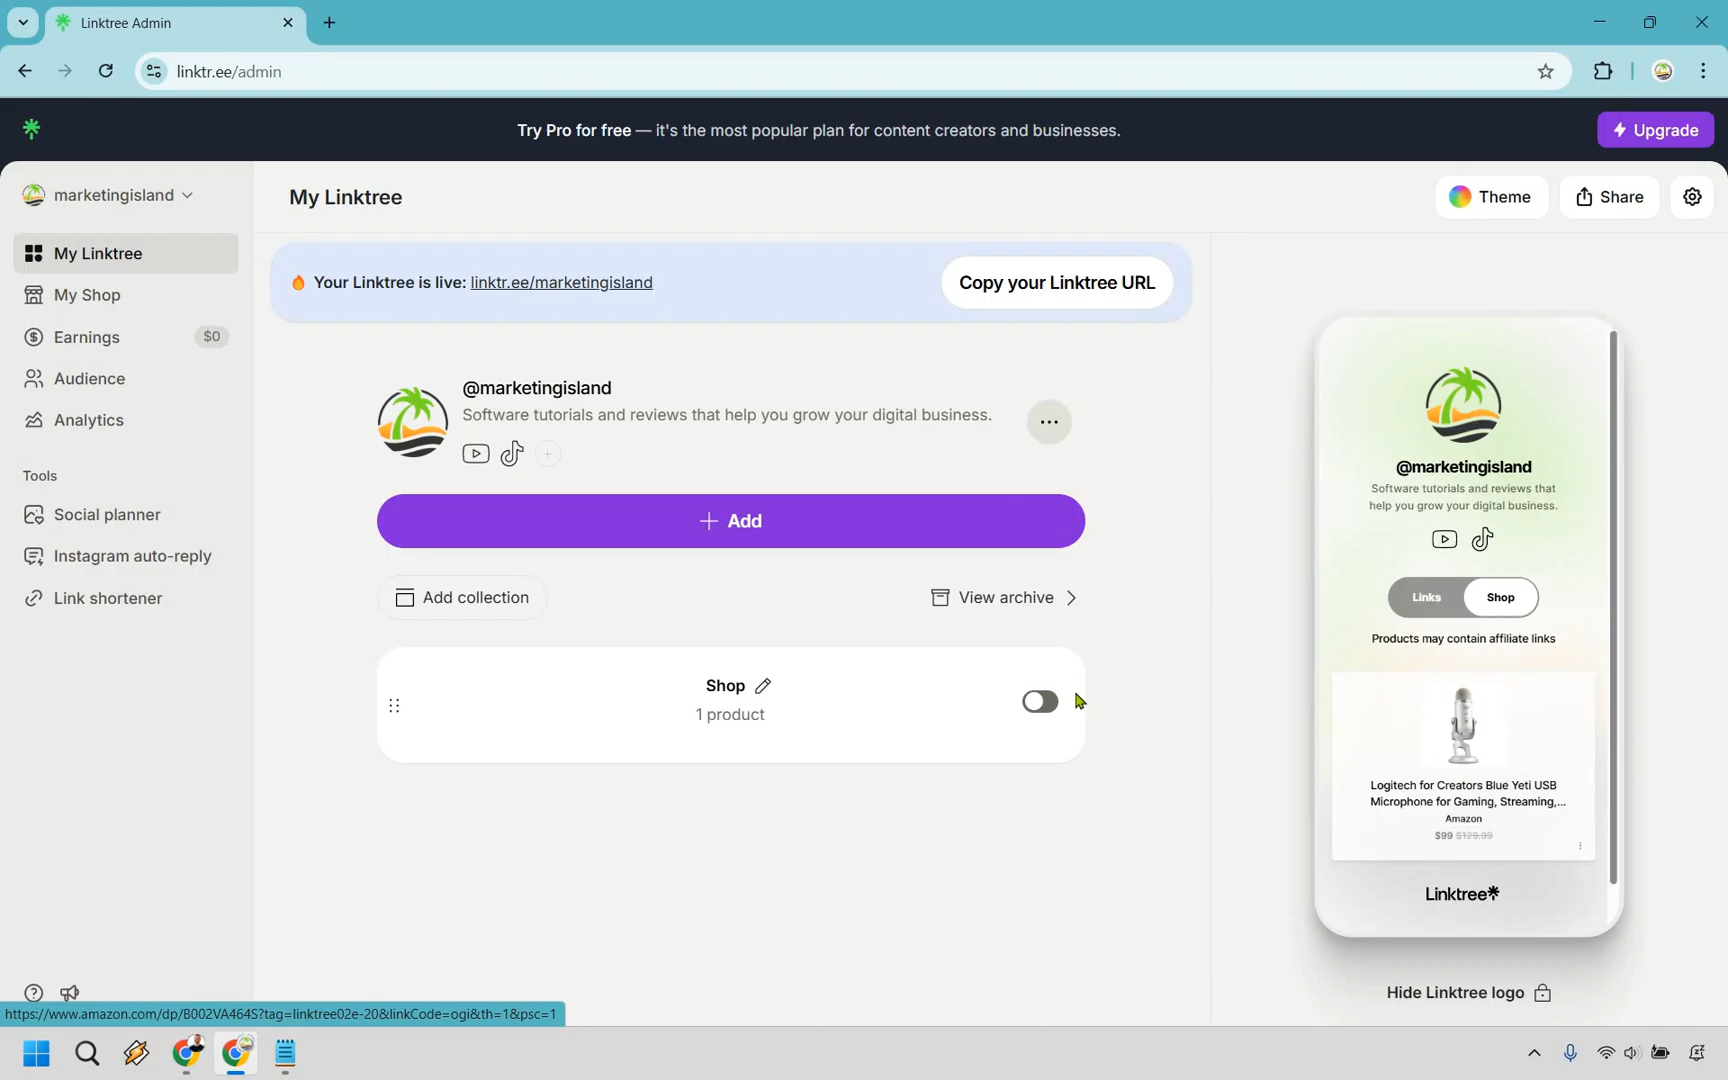 Linktree Admin
linktr.ee/admin
Try Pro for free — it's the most popular plan for content creators and businesses.
Upgrade
marketingisland
My Linktree
My Shop
Earnings
$0
Audience
Analytics
Tools
Social planner
Instagram auto-reply
Link shortener
My Linktree
Theme
Share
Your Linktree is live: linktr.ee/marketingisland
Copy your Linktree URL
@marketingisland
Software tutorials and reviews that help you grow your digital business.
Add
Add collection
View archive
Shop
1 product
@marketingisland
Software tutorials and reviews that
help you grow your digital business.
Links
Shop
Products may contain affiliate links
Logitech for Creators Blue Yeti USB
Microphone for Gaming, Streaming,...
Amazon
$99 $129.99
Linktree*
Hide Linktree logo
https://www.amazon.com/dp/B002VA464S?tag=linktree02e-20&linkCode=ogi&th=1&psc=1